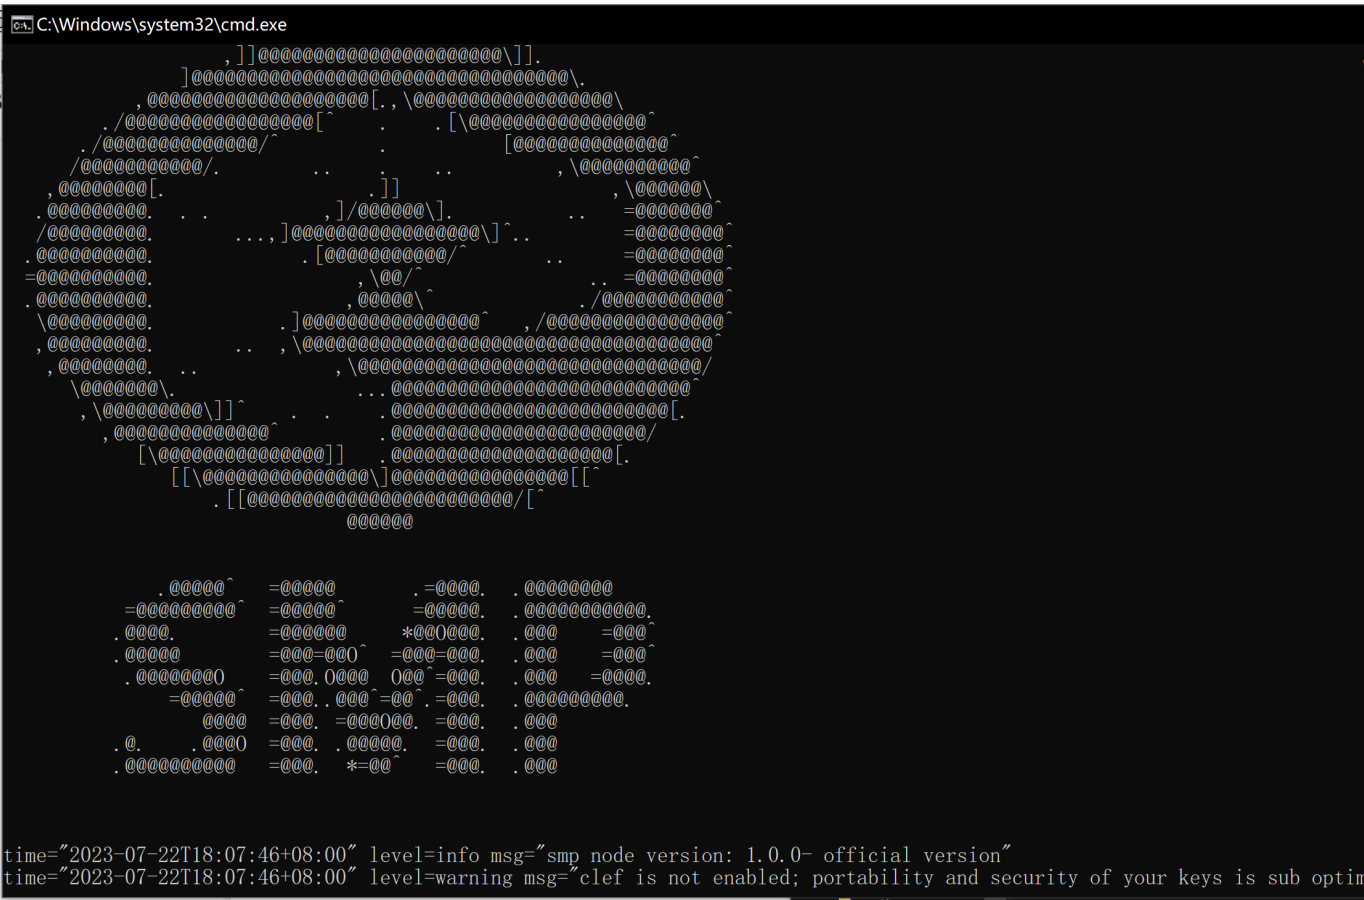 C:\Windows\system32\cmd.exe
SMP
time="2023-07-22T18:07:46+08:00" level=info msg="smp node version: 1.0.0- official version"
time="2023-07-22T18:07:46+08:00" level=warning msg="clef is not enabled; portability and security of your keys is sub optim